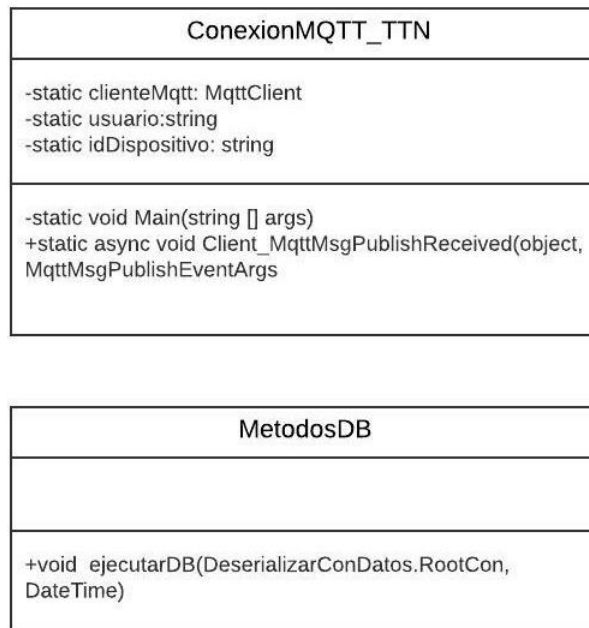 ConexionMQTT_TTN
-static clienteMqtt: MqttClient
-static usuario:string
-static idDispositivo: string
-static void Main(string [] args)
+static async void Client_MqttMsgPublishReceived(object,
MqttMsgPublishEventArgs
MetodosDB
+void ejecutarDB(DeserializarConDatos.RootCon,
DateTime)